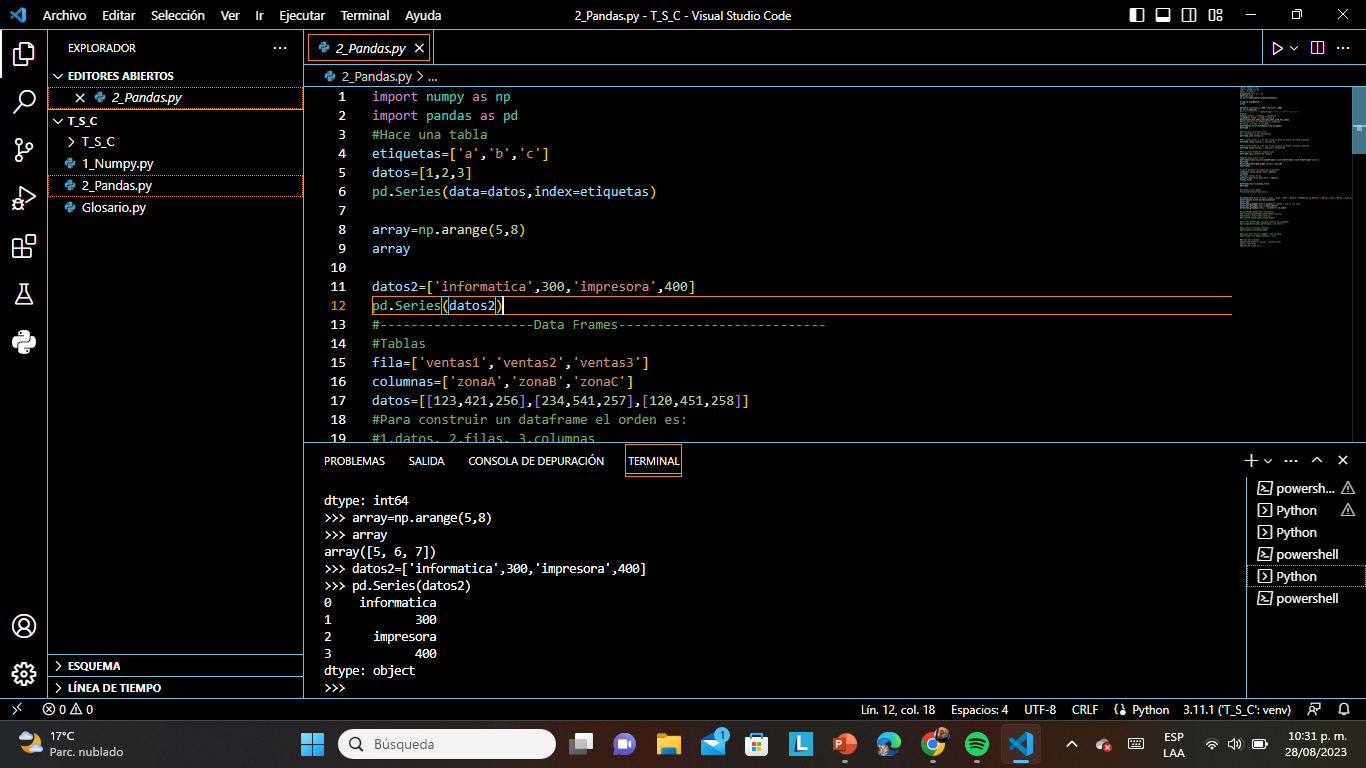 Archivo Editar Selección Ver Ir Ejecutar Terminal Ayuda
2_Pandas.py - T_S_C - Visual Studio Code
EXPLORADOR
EDITORES ABIERTOS
2_Pandas.py
T_S_C
T_S_C
1_Numpy.py
2_Pandas.py
Glosario.py
ESQUEMA
LÍNEA DE TIEMPO
2_Pandas.py
2_Pandas.py > ...
1 import numpy as np
2 import pandas as pd
3 #Hace una tabla
4 etiquetas=['a','b','c']
5 datos=[1,2,3]
6 pd.Series(data=datos,index=etiquetas)
7
8 array=np.arange(5,8)
9 array
10
11 datos2=['informatica',300,'impresora',400]
12 pd.Series(datos2)
13 #--------------------Data Frames---------------------------
14 #Tablas
15 fila=['ventas1','ventas2','ventas3']
16 columnas=['zonaA','zonaB','zonaC']
17 datos=[[123,421,256],[234,541,257],[120,451,258]]
18 #Para construir un dataframe el orden es:
19 #1.datos, 2.filas, 3.columnas
PROBLEMAS SALIDA CONSOLA DE DEPURACIÓN TERMINAL
dtype: int64
>>> array=np.arange(5,8)
>>> array
array([5, 6, 7])
>>> datos2=['informatica',300,'impresora',400]
>>> pd.Series(datos2)
0 informatica
1 300
2 impresora
3 400
dtype: object
>>>
powersh...
Python
Python
powershell
Python
powershell
0 0
Lín. 12, col. 18 Espacios: 4 UTF-8 CRLF Python 3.11.1 ('T_S_C': venv)
17°C
Parc. nublado
Búsqueda
1
L
P
ESP
LAA
10:31 p. m.
28/08/2023